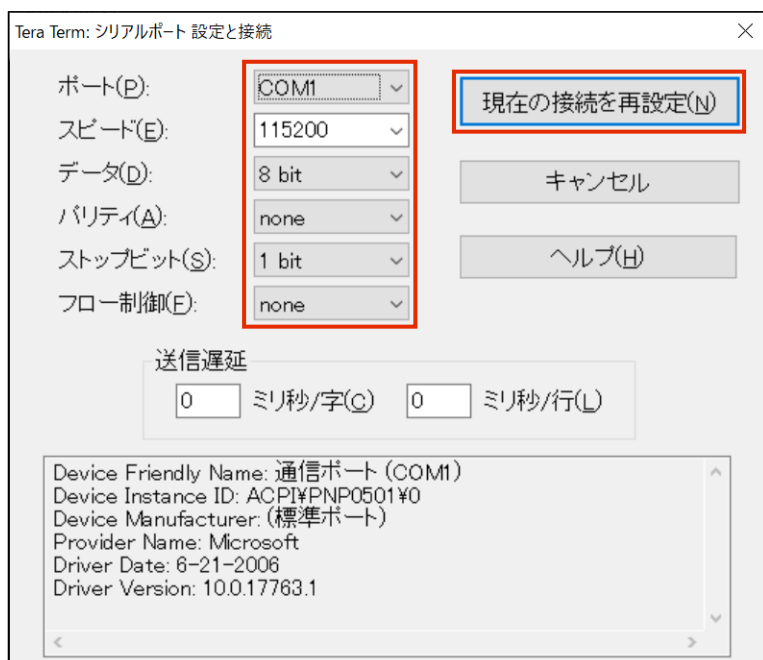 Tera Term: シリアルポート 設定と接続
ポート(P):
COM1
現在の接続を再設定(N)
スピード(E):
115200
データ(D):
8 bit
キャンセル
パリティ(A):
none
ストップビット(S):
1 bit
ヘルプ(H)
フロー制御(F):
none
送信遅延
0 ミリ秒/字(C) 0 ミリ秒/行(L)
Device Friendly Name: 通信ポート (COM1)
Device Instance ID: ACPI¥PNP0501¥0
Device Manufacturer: (標準ポート)
Provider Name: Microsoft
Driver Date: 6-21-2006
Driver Version: 10.0.17763.1